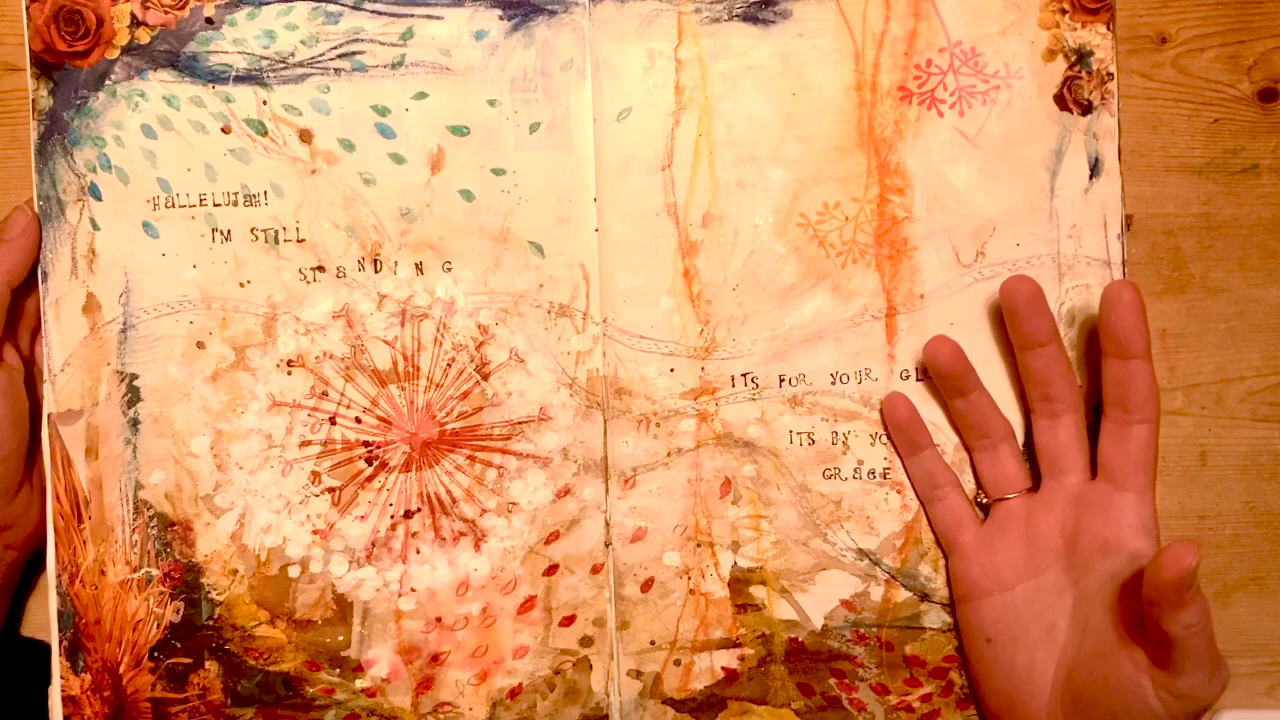 HaLLELUJaH!
I'M STILL
STaNDING
ITS FOR YOUR
ITS BY
GRaCE